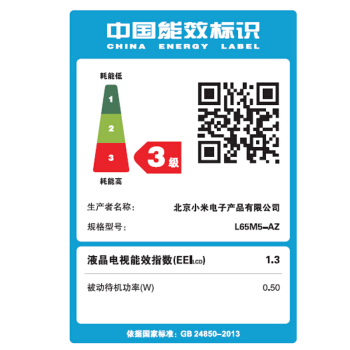 中国能效标识
CHINA ENERGY LABEL
耗能低
1
2
3
3级
耗能高
生产者名称： 北京小米电子产品有限公司
规格型号： L65M5-AZ
液晶电视能效指数(EEILCD) 1.3
被动待机功率(W) 0.50
依据国家标准：GB 24850-2013